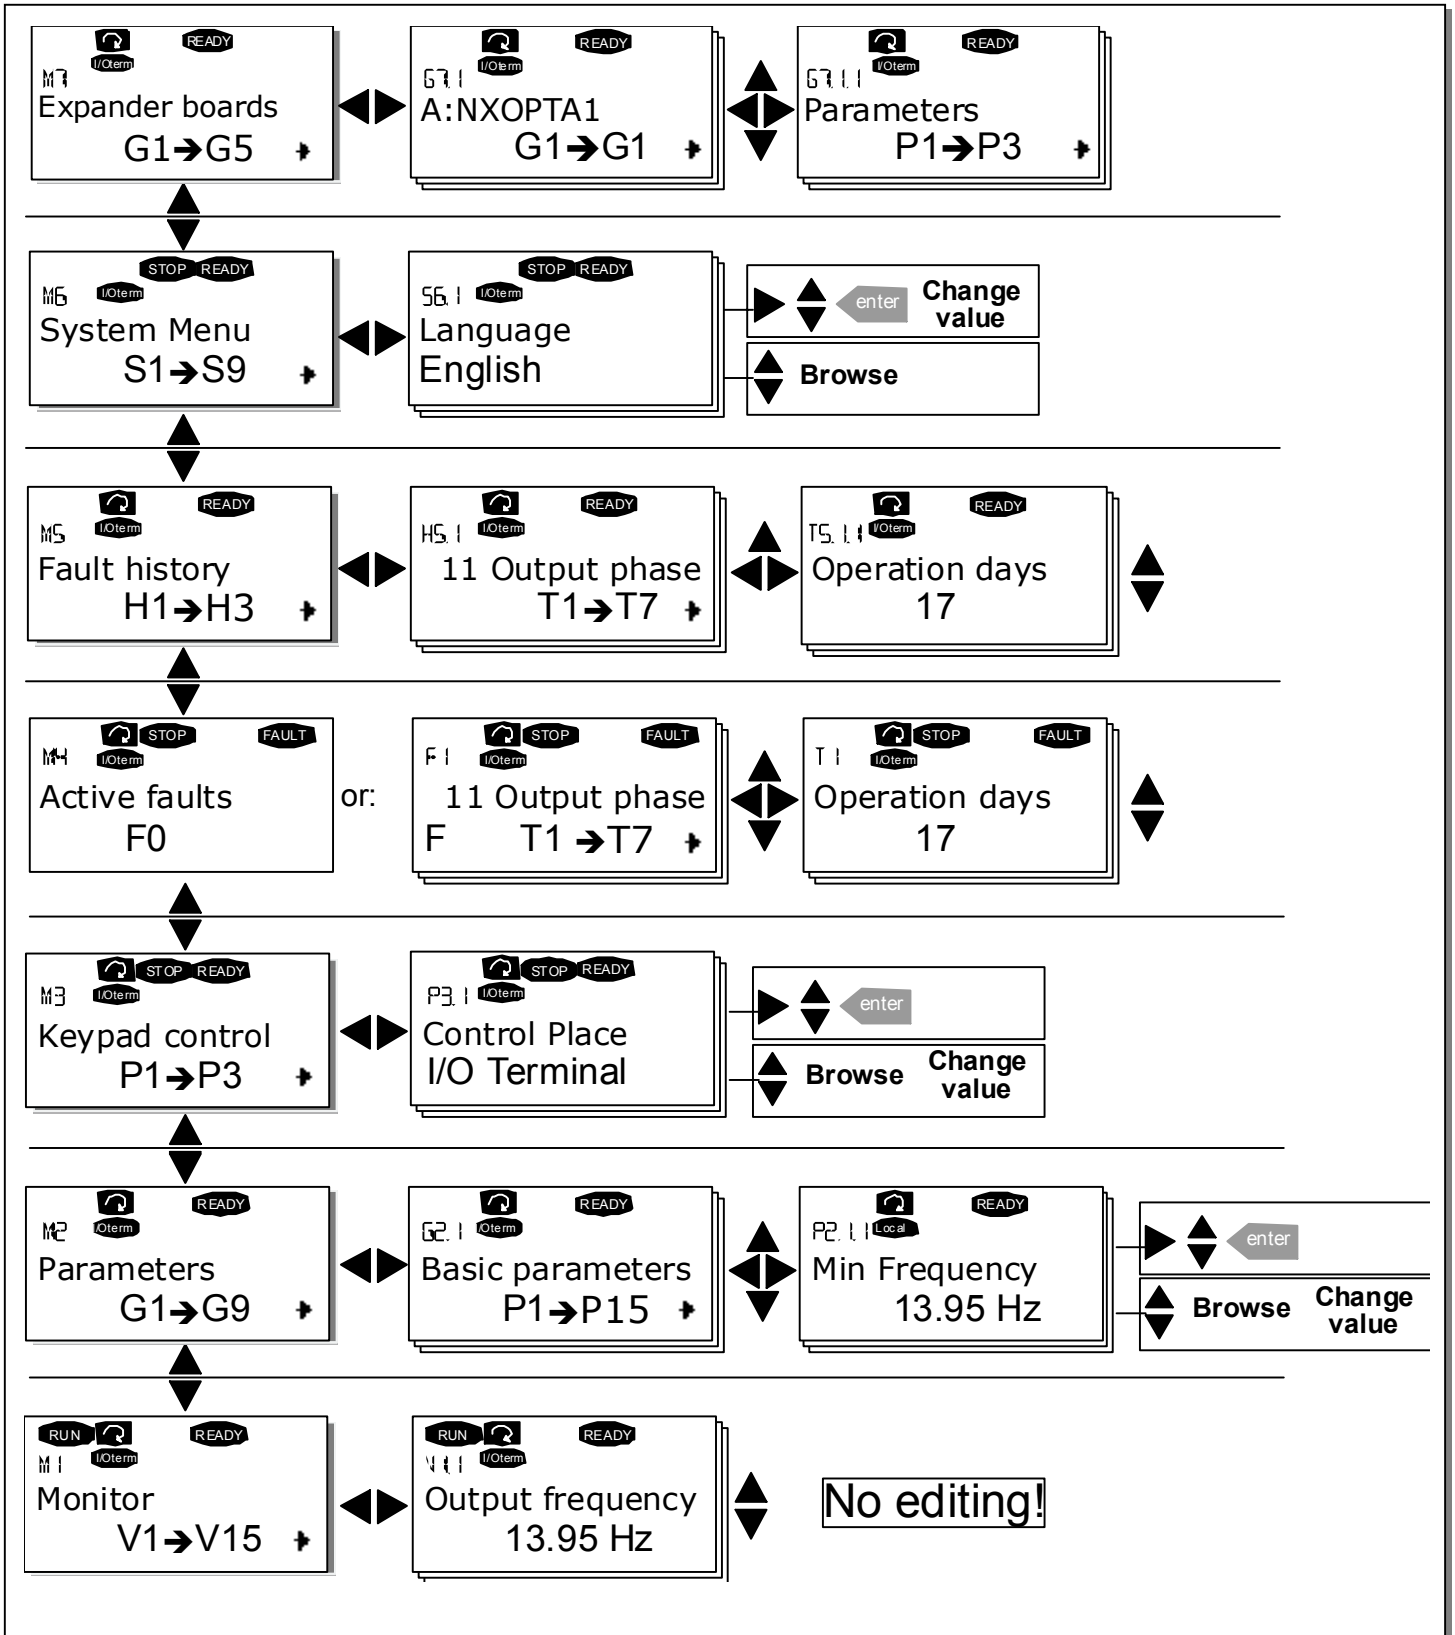 READY
I/Oterm
M7
Expander boards
G1➔G5
READY
I/Oterm
G7.1
A:NXOPTA1
G1➔G1
READY
I/Oterm
G7.1.1
Parameters
P1➔P3
STOP READY
M6 I/Oterm
System Menu
S1➔S9
STOP READY
S6.1 I/Oterm
Language
English
enter Change
value
Browse
READY
M5 I/Oterm
Fault history
H1➔H3
READY
H5.1 I/Oterm
11 Output phase
T1➔T7
READY
T5.1.1 I/Oterm
Operation days
17
STOP FAULT
M4 I/Oterm
Active faults
F0
or:
STOP FAULT
F1 I/Oterm
11 Output phase
F T1➔T7
STOP FAULT
T1 I/Oterm
Operation days
17
STOP READY
M3 I/Oterm
Keypad control
P1➔P3
STOP READY
P3.1 I/Oterm
Control Place
I/O Terminal
enter
Browse Change
value
READY
M2 I/Oterm
Parameters
G1➔G9
READY
G2.1 I/Oterm
Basic parameters
P1➔P15
READY
P2.1.1 Local
Min Frequency
13.95 Hz
enter
Browse Change
value
RUN READY
M1 I/Oterm
Monitor
V1➔V15
RUN READY
V1.1 I/Oterm
Output frequency
13.95 Hz
No editing!